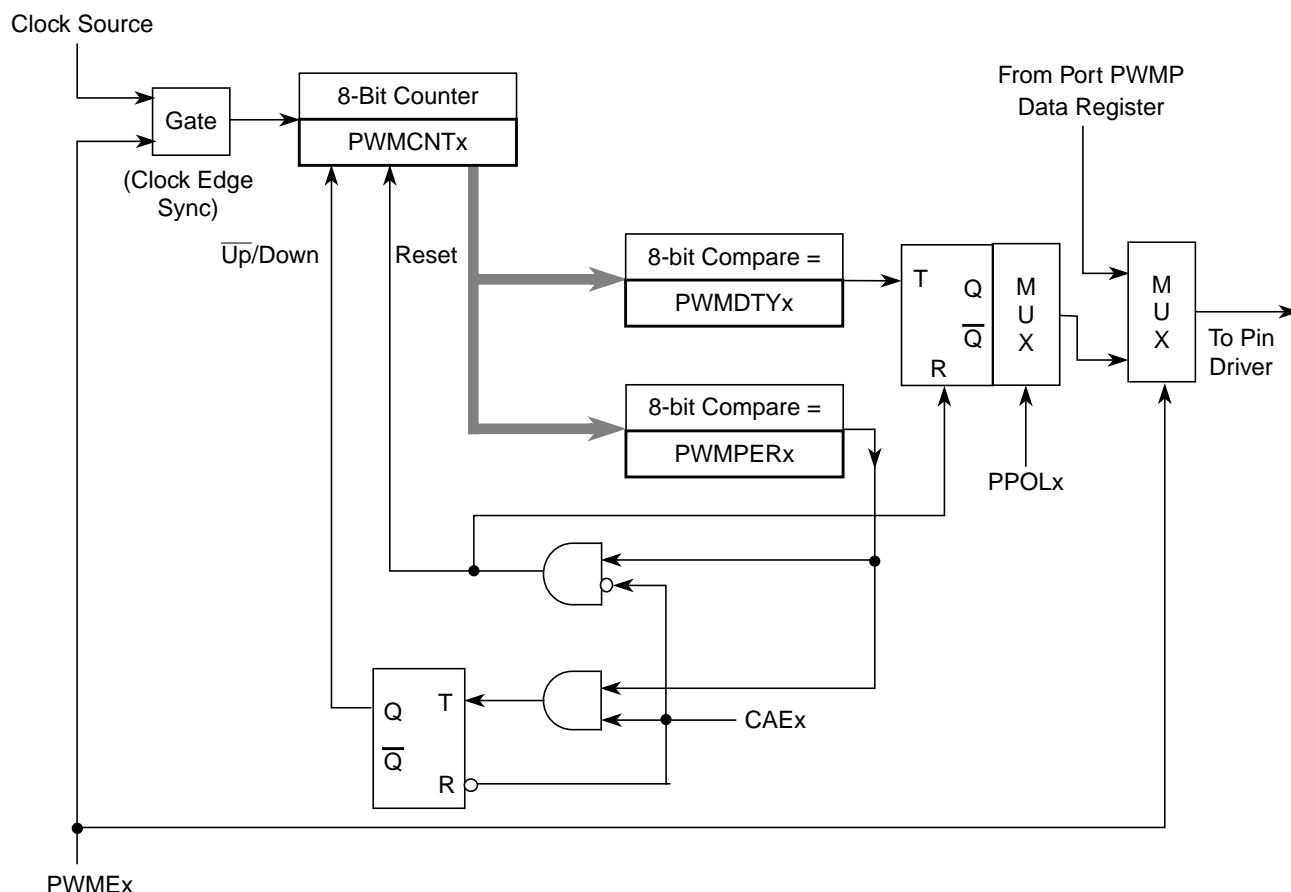 Clock Source
8-Bit Counter
PWMCNTx
Gate
(Clock Edge
Sync)
From Port PWMP
Data Register
U̅p̅/Down
Reset
8-bit Compare =
PWMDTYx
T
Q
Q̅
R
M
U
X
M
U
X
To Pin
Driver
8-bit Compare =
PWMPERx
PPOLx
Q
T
Q̅
R
CAEx
PWMEx